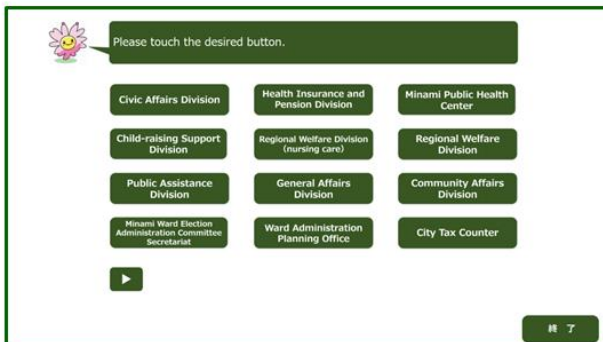 Please touch the desired button.
Civic Affairs Division
Health Insurance and
Pension Division
Minami Public Health
Center
Child-raising Support
Division
Regional Welfare Division
(nursing care)
Regional Welfare
Division
Public Assistance
Division
General Affairs
Division
Community Affairs
Division
Minami Ward Election
Administration Committee
Secretariat
Ward Administration
Planning Office
City Tax Counter
終 了